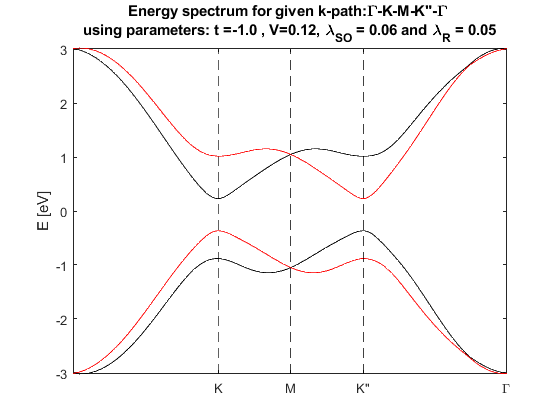 Energy spectrum for given k-path:Γ-K-M-K"-Γ
using parameters: t =-1.0 , V=0.12, λSO = 0.06 and λR = 0.05
3
2
1
0
-1
-2
-3
E [eV]
K
M
K"
Γ